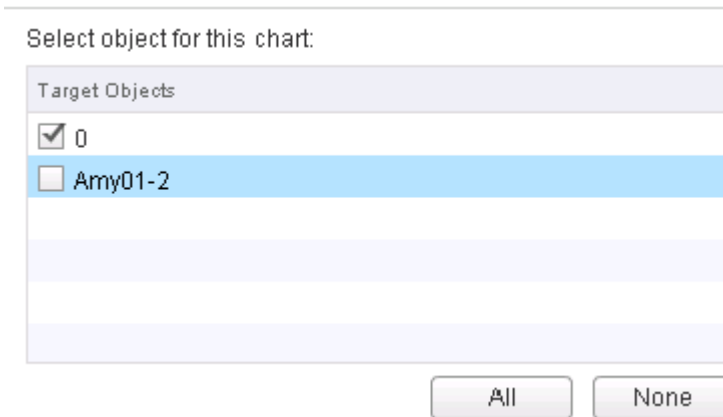 Select object for this chart:
Target Objects
0
Amy01-2
All None